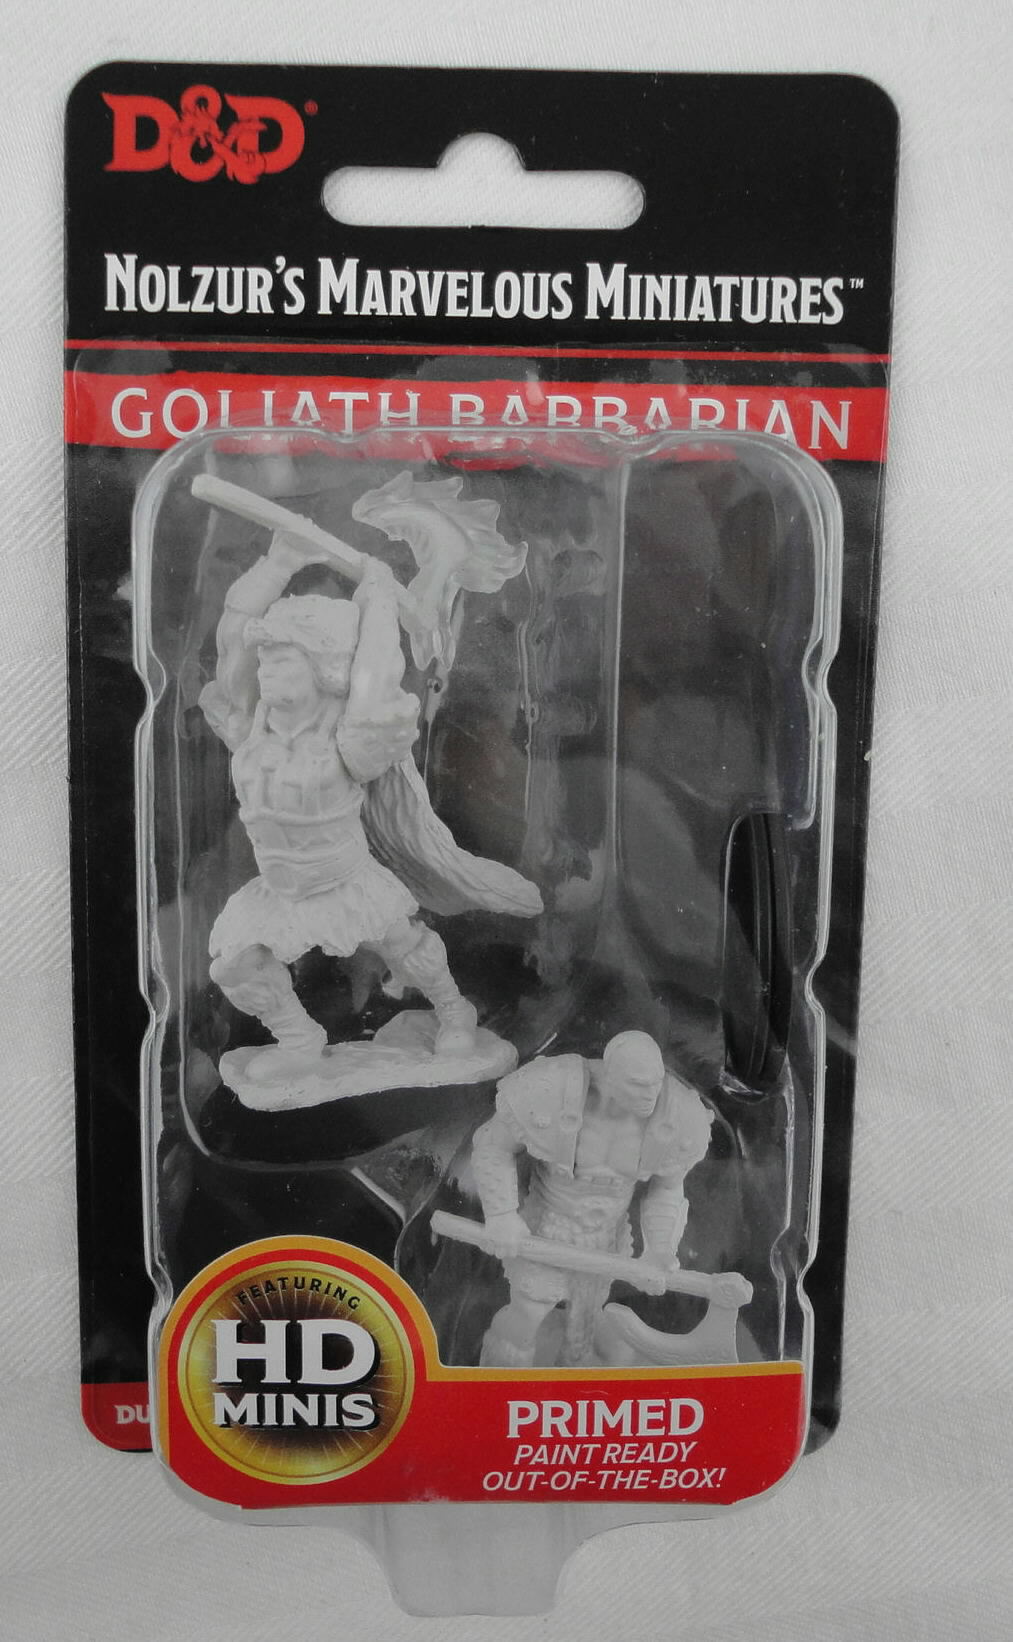 D&D®
NOLZUR'S MARVELOUS MINIATURES™
GOLIATH BARBARIAN
FEATURING
HD
MINIS
PRIMED
PAINT READY
OUT-OF-THE-BOX!